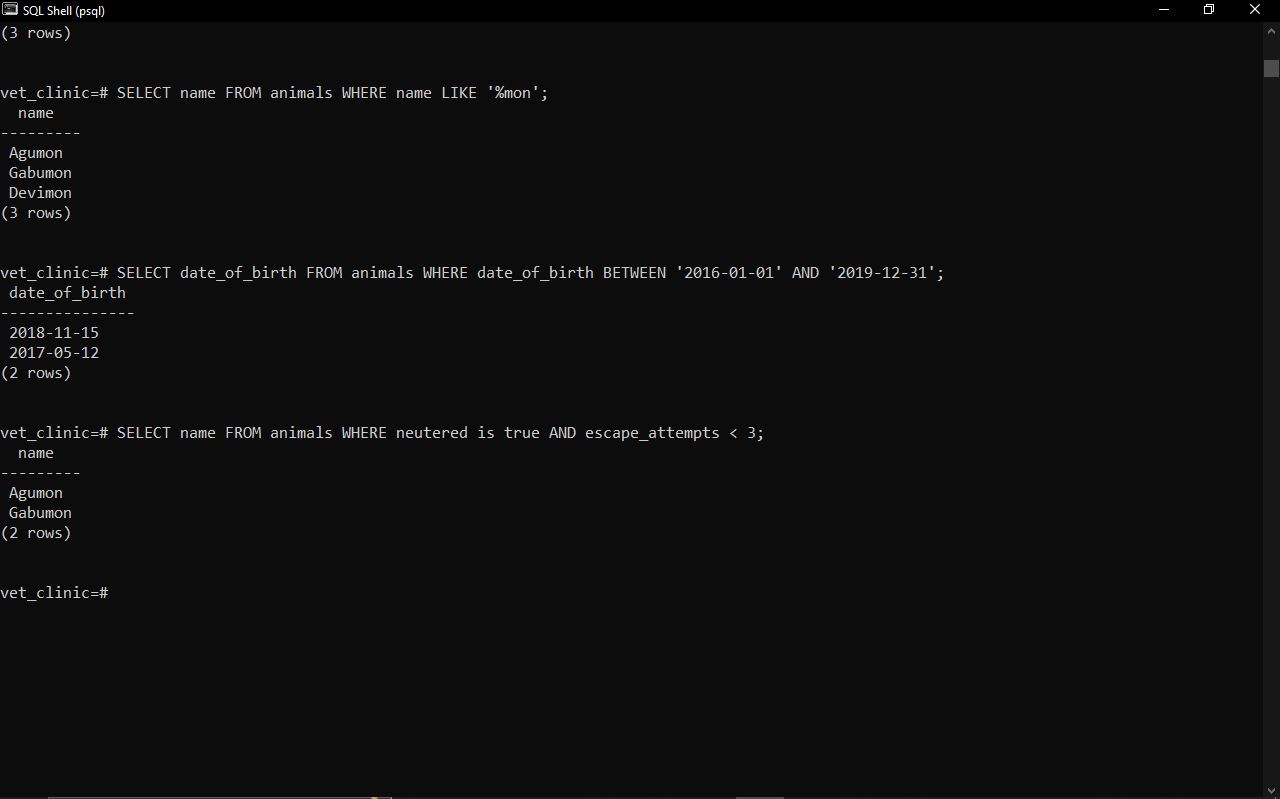 SQL Shell (psql)
(3 rows)
vet_clinic=# SELECT name FROM animals WHERE name LIKE '%mon';
  name
---------
 Agumon
 Gabumon
 Devimon
(3 rows)
vet_clinic=# SELECT date_of_birth FROM animals WHERE date_of_birth BETWEEN '2016-01-01' AND '2019-12-31';
 date_of_birth
---------------
 2018-11-15
 2017-05-12
(2 rows)
vet_clinic=# SELECT name FROM animals WHERE neutered is true AND escape_attempts < 3;
  name
---------
 Agumon
 Gabumon
(2 rows)
vet_clinic=#